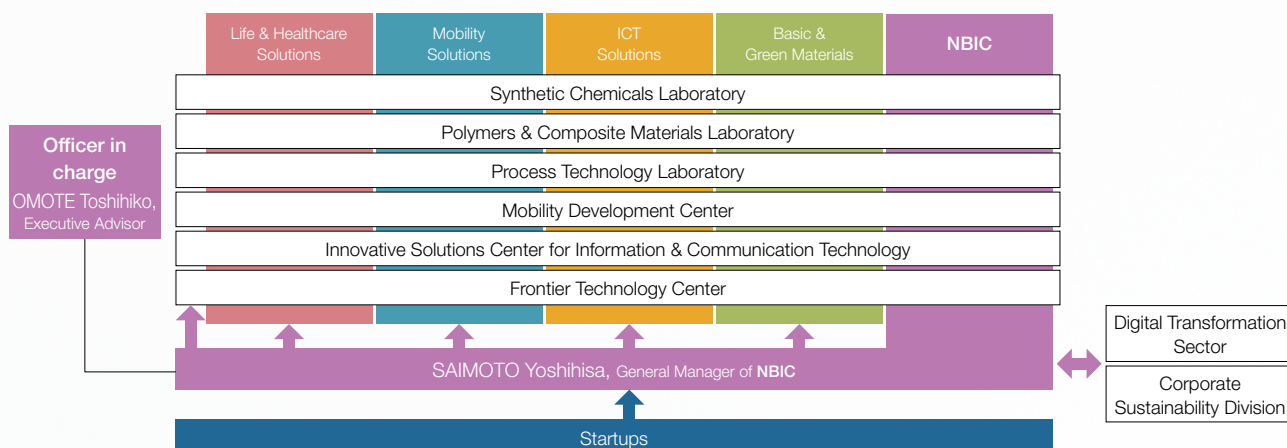 Life & Healthcare
Solutions
Mobility
Solutions
ICT
Solutions
Basic &
Green Materials
NBIC
Synthetic Chemicals Laboratory
Polymers & Composite Materials Laboratory
Process Technology Laboratory
Mobility Development Center
Innovative Solutions Center for Information & Communication Technology
Frontier Technology Center
Officer in
charge
OMOTE Toshihiko,
Executive Advisor
SAIMOTO Yoshihisa, General Manager of NBIC
Digital Transformation
Sector
Corporate
Sustainability Division
Startups